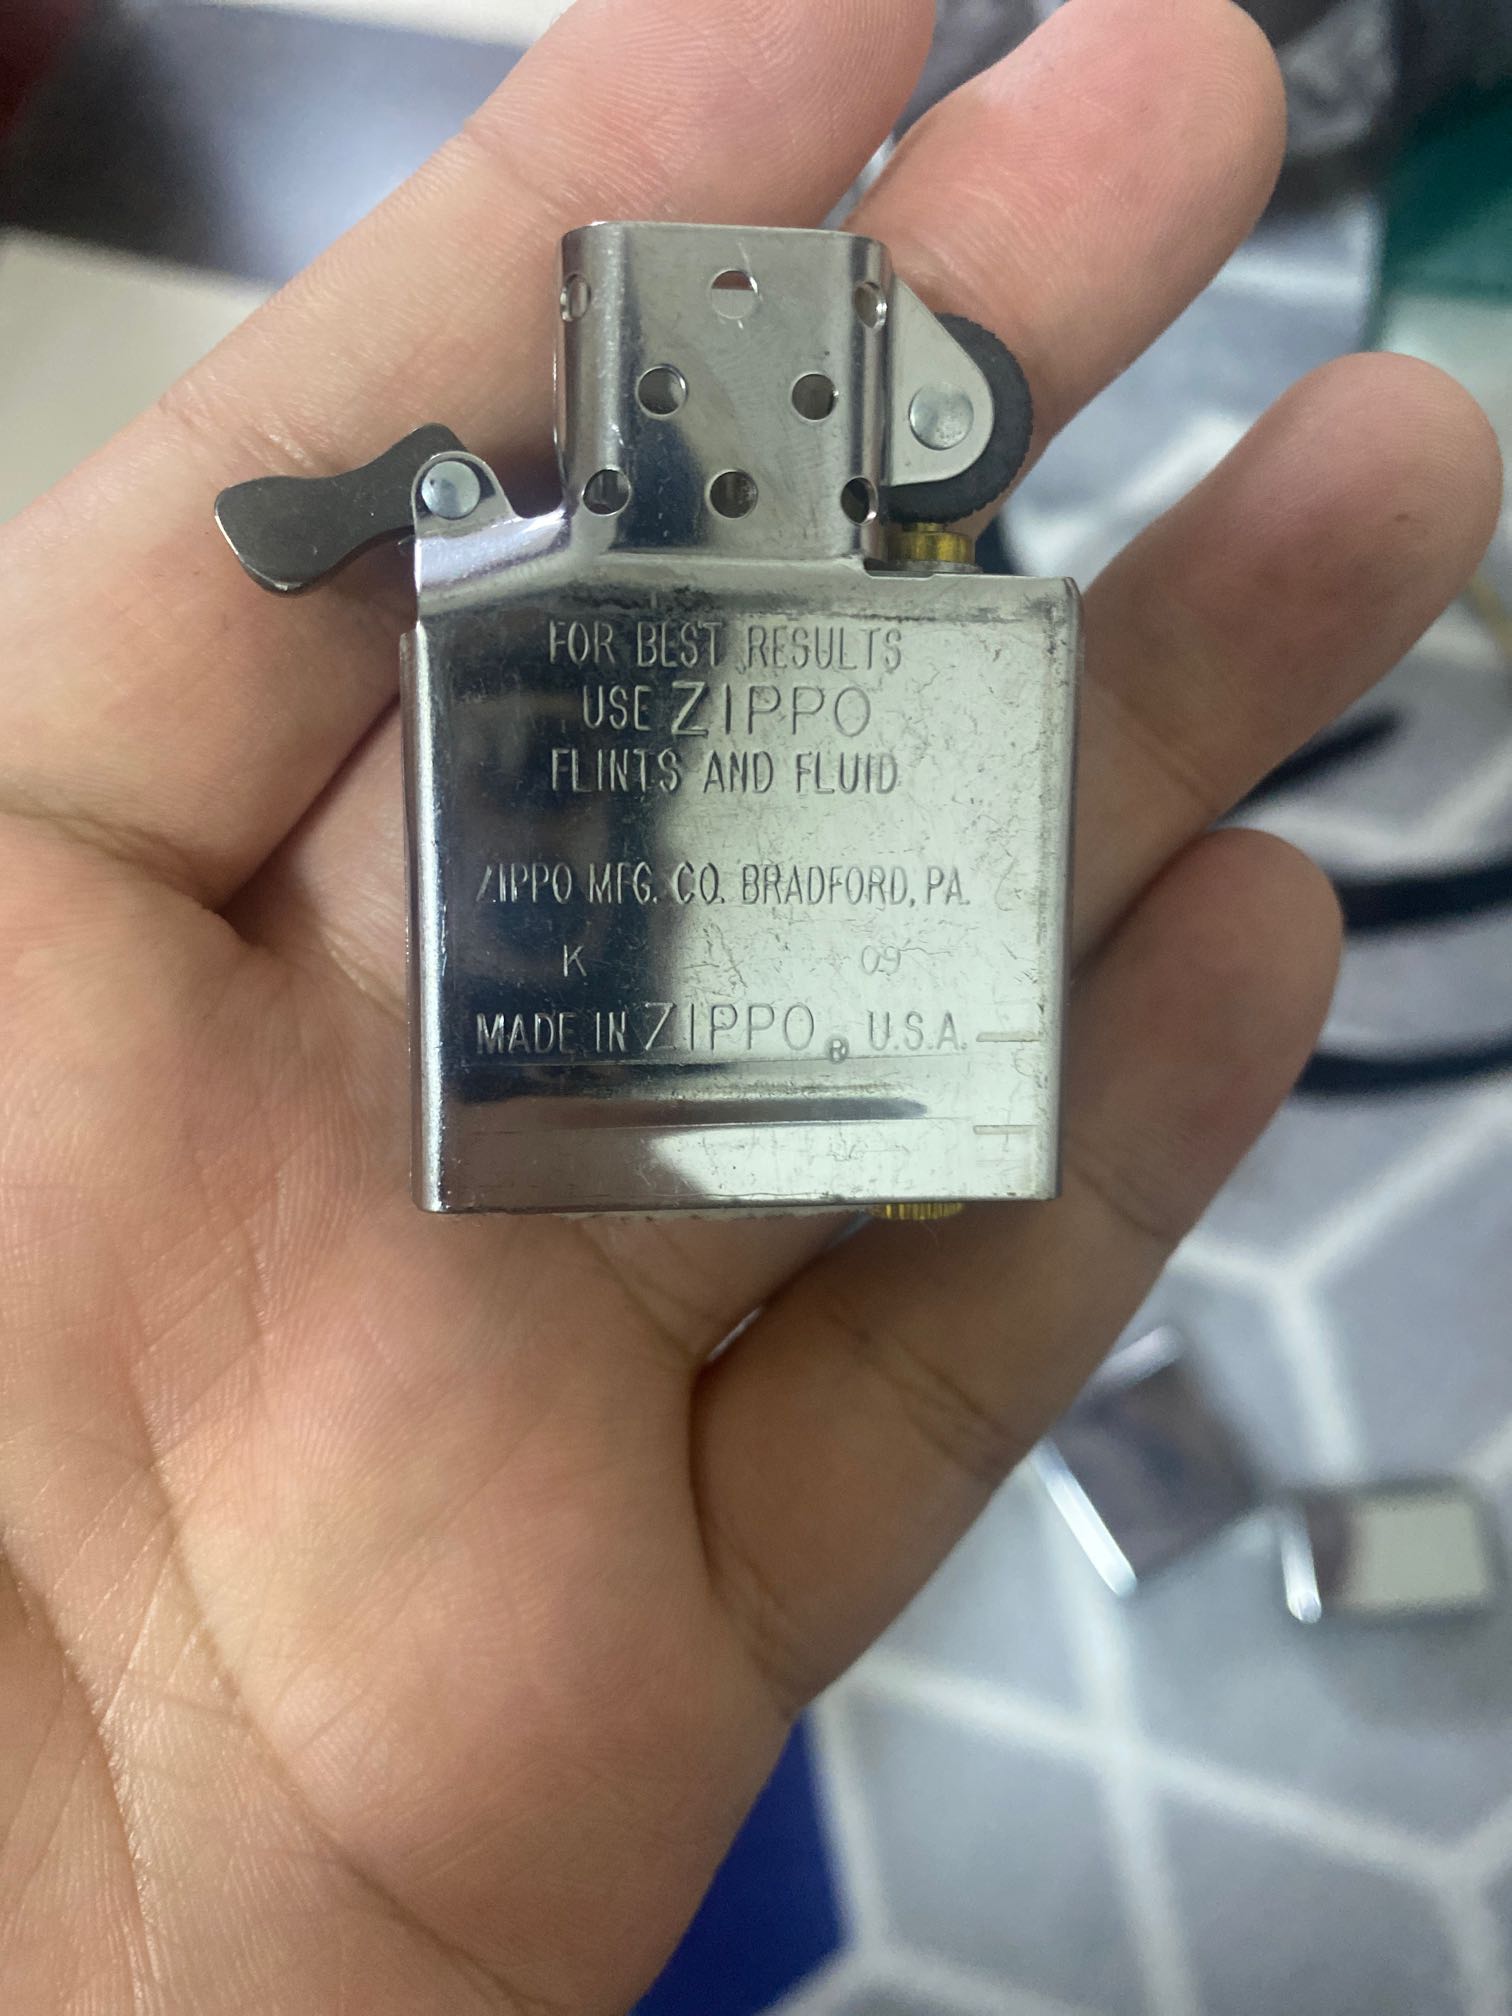 FOR BEST RESULTS
USE ZIPPO
FLINTS AND FLUID
ZIPPO MFG. CO. BRADFORD, PA.
K 09
MADE IN ZIPPO ® U.S.A.